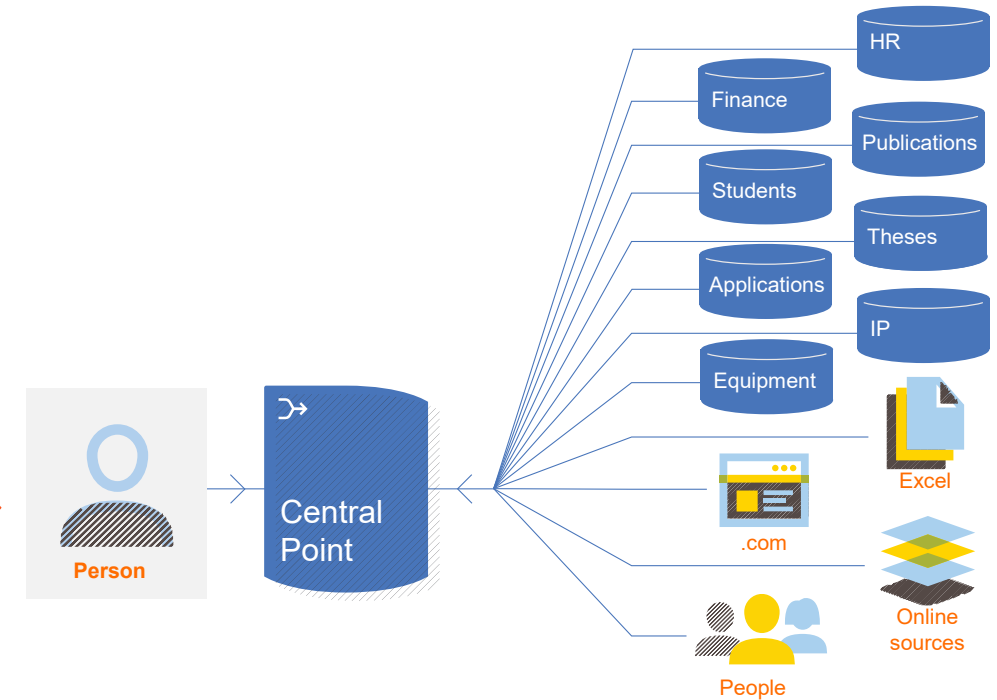 HR
Finance
Publications
Students
Theses
Applications
IP
Equipment
Excel
Central
Point
.com
Person
Online
sources
People